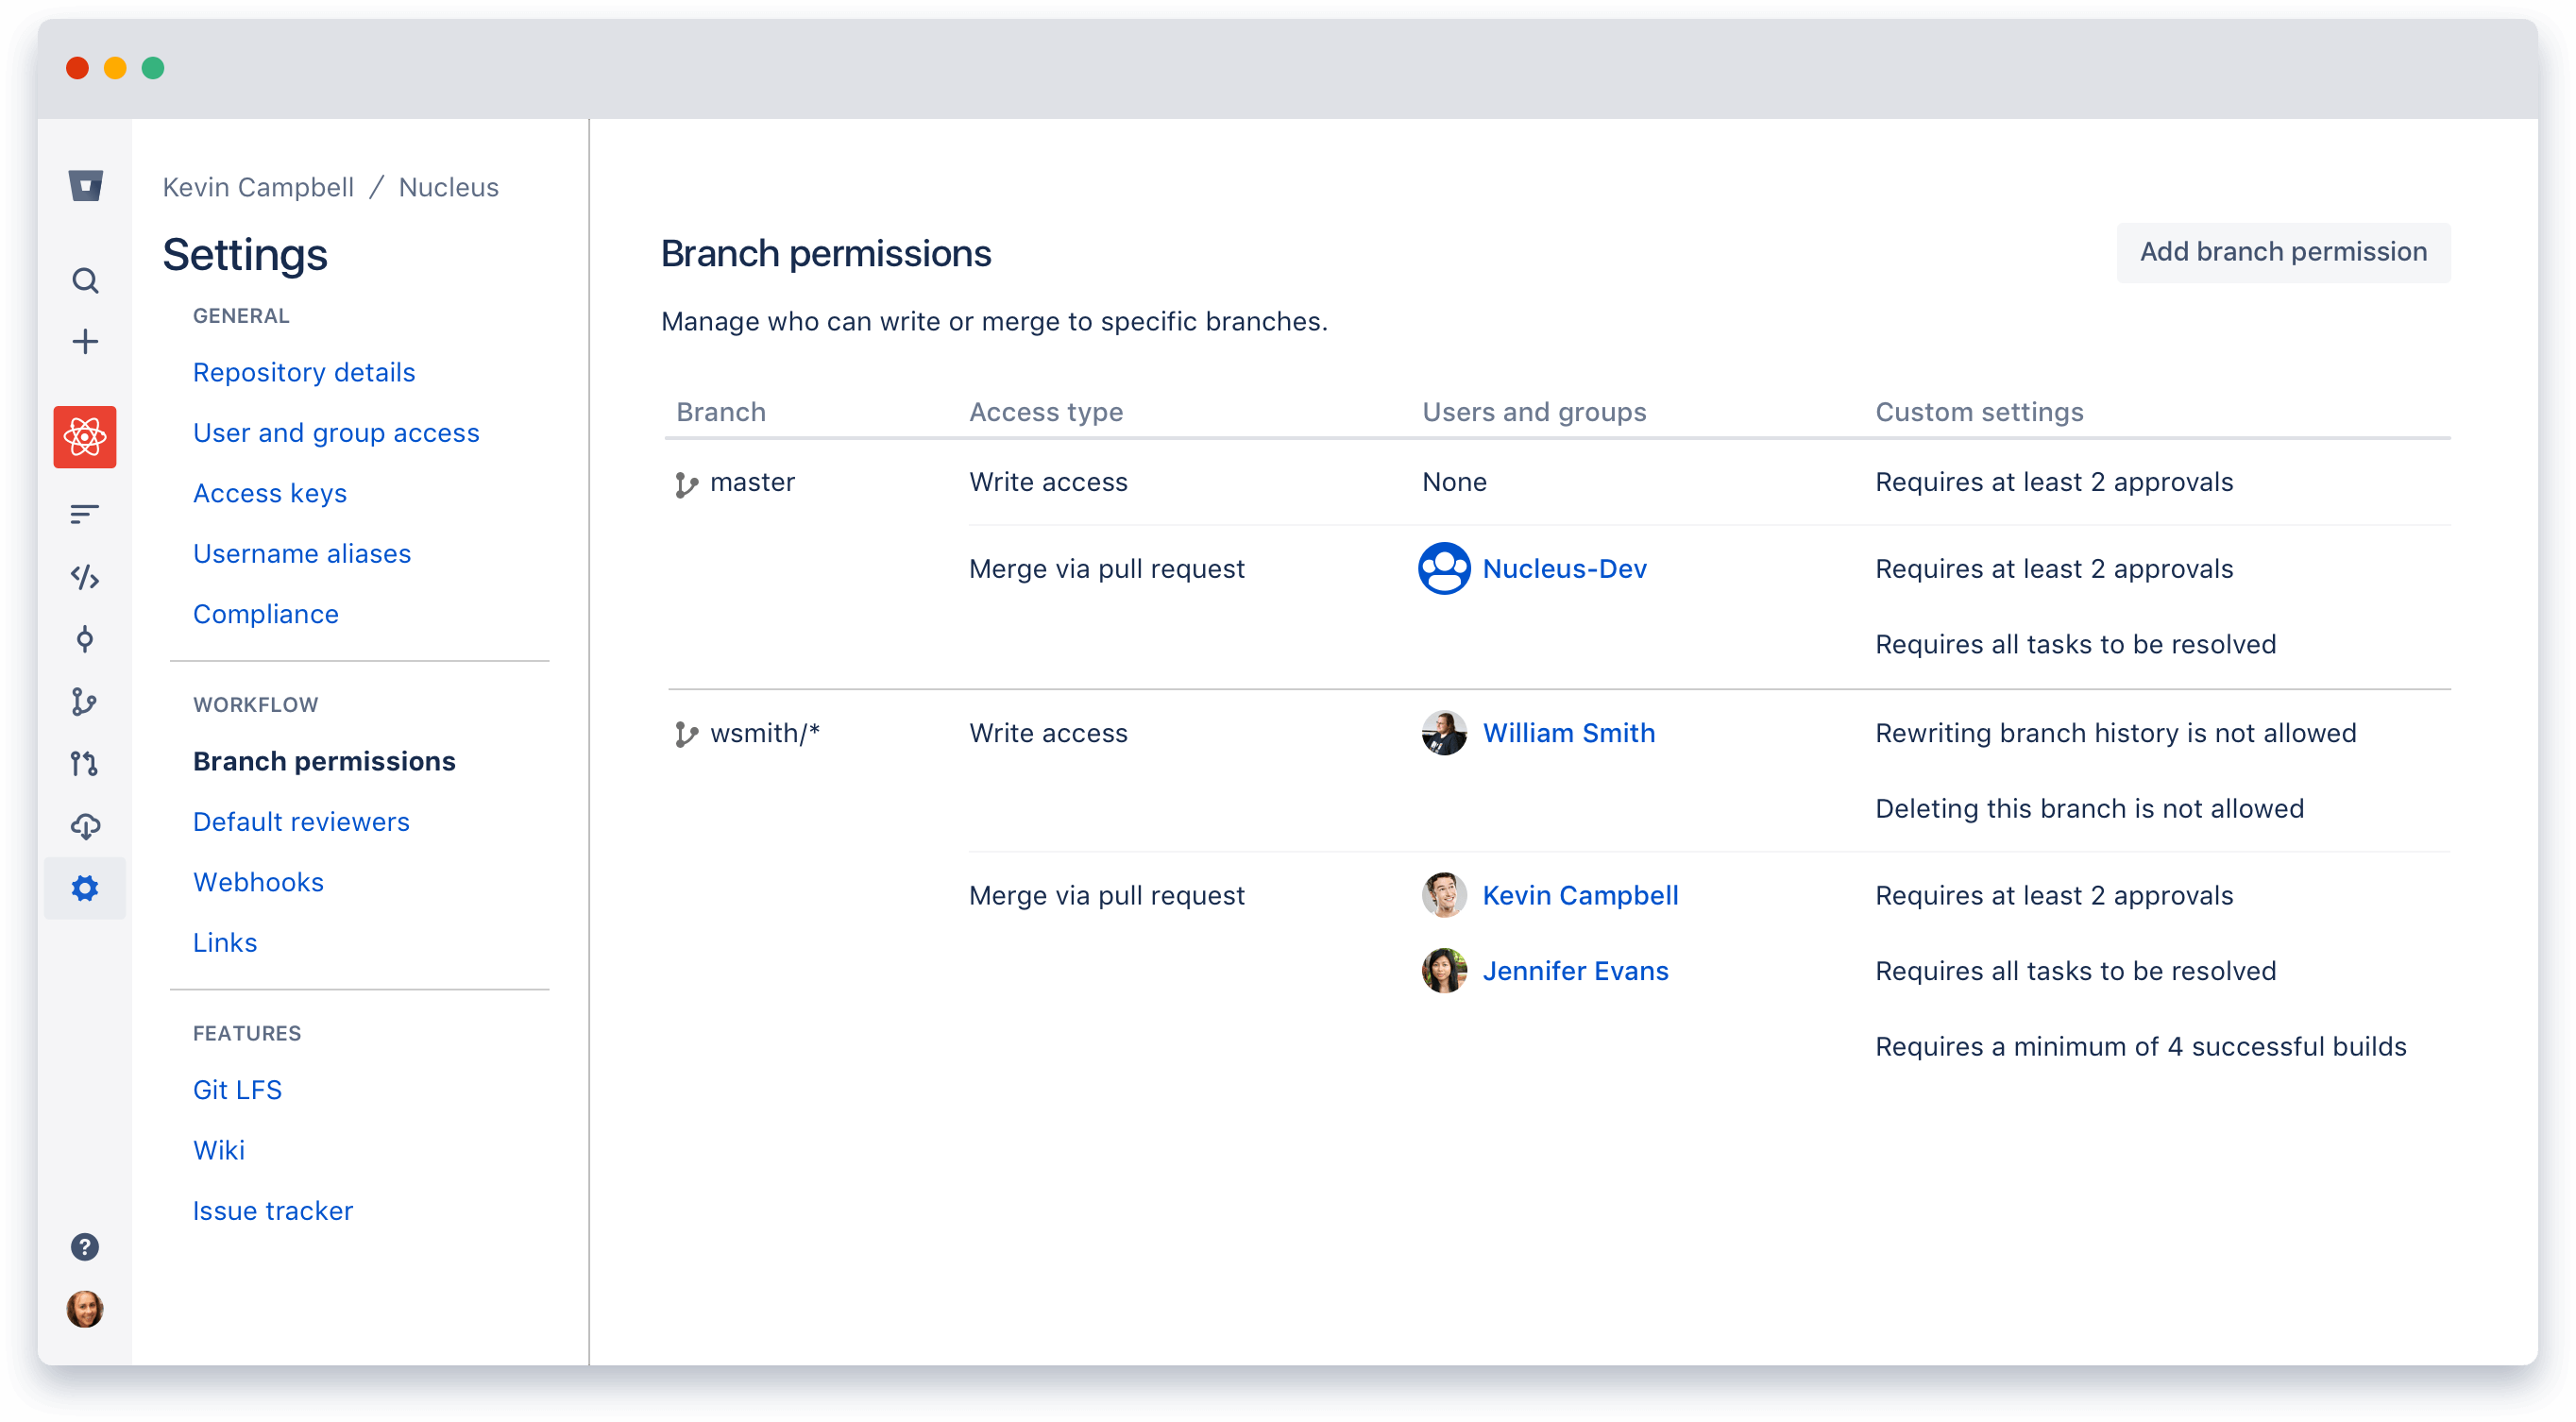 Kevin Campbell / Nucleus
Settings
GENERAL
Repository details
User and group access
Access keys
Username aliases
Compliance
WORKFLOW
Branch permissions
Default reviewers
Webhooks
Links
FEATURES
Git LFS
Wiki
Issue tracker
?
Branch permissions
Add branch permission
Manage who can write or merge to specific branches.
Branch Access type Users and groups Custom settings
master Write access None Requires at least 2 approvals
Merge via pull request Nucleus-Dev Requires at least 2 approvals
Requires all tasks to be resolved
wsmith/* Write access William Smith Rewriting branch history is not allowed
Deleting this branch is not allowed
Merge via pull request Kevin Campbell Requires at least 2 approvals
Jennifer Evans Requires all tasks to be resolved
Requires a minimum of 4 successful builds